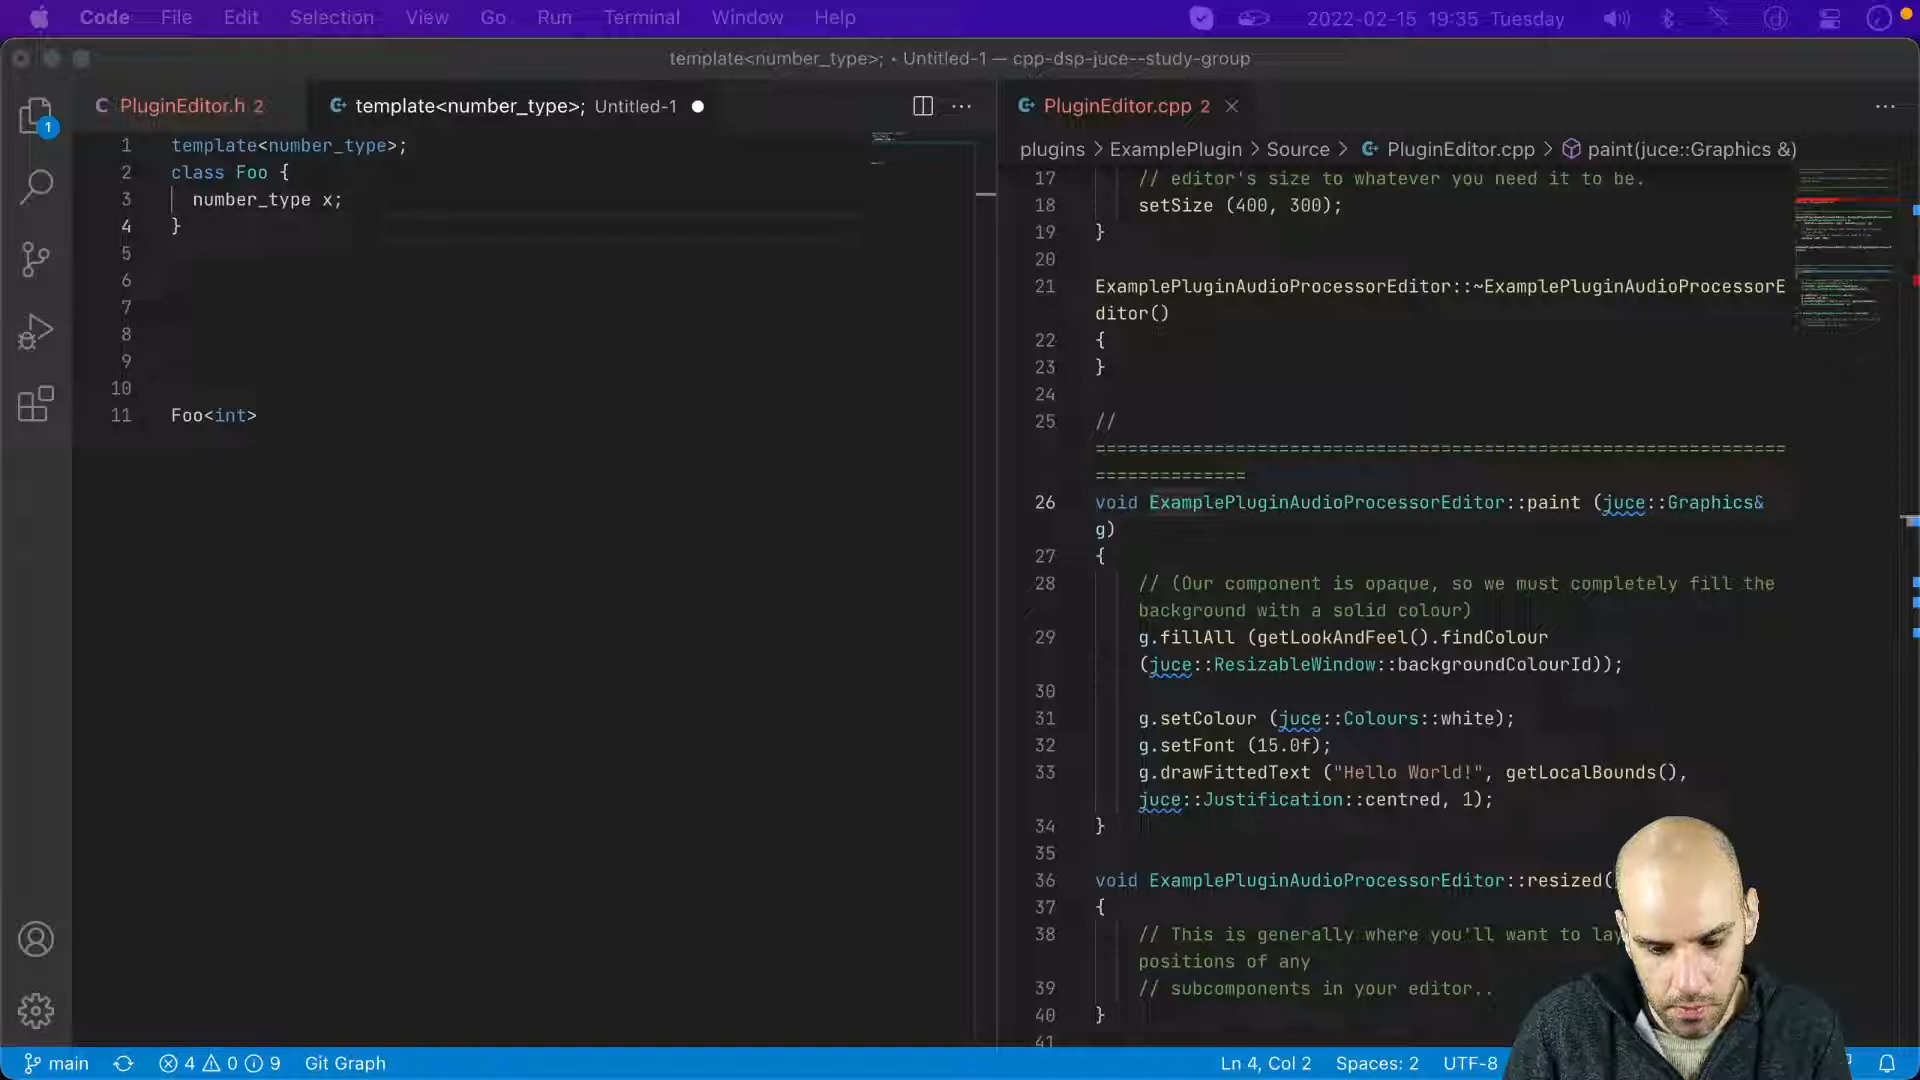 Code File Edit Selection View Go Run Terminal Window Help 2022-02-15 19:35 Tuesday
template<number_type>; • Untitled-1 — cpp-dsp-juce--study-group
PluginEditor.h 2 template<number_type>; Untitled-1
1 template<number_type>;
2 class Foo {
3 number_type x;
4 }
5
6
7
8
9
10
11 Foo<int>
PluginEditor.cpp 2
plugins > ExamplePlugin > Source > PluginEditor.cpp > paint(juce::Graphics &)
17 // editor's size to whatever you need it to be.
18 setSize (400, 300);
19 }
20
21 ExamplePluginAudioProcessorEditor::~ExamplePluginAudioProcessorE
ditor()
22 {
23 }
24
25 //
================================================================
==============
26 void ExamplePluginAudioProcessorEditor::paint (juce::Graphics&
g)
27 {
28 // (Our component is opaque, so we must completely fill the
background with a solid colour)
29 g.fillAll (getLookAndFeel().findColour
(juce::ResizableWindow::backgroundColourId));
30
31 g.setColour (juce::Colours::white);
32 g.setFont (15.0f);
33 g.drawFittedText ("Hello World!", getLocalBounds(),
juce::Justification::centred, 1);
34 }
35
36 void ExamplePluginAudioProcessorEditor::resized(
37 {
38 // This is generally where you'll want to lay
positions of any
39 // subcomponents in your editor..
40 }
41
main 4 0 9 Git Graph Ln 4, Col 2 Spaces: 2 UTF-8
1